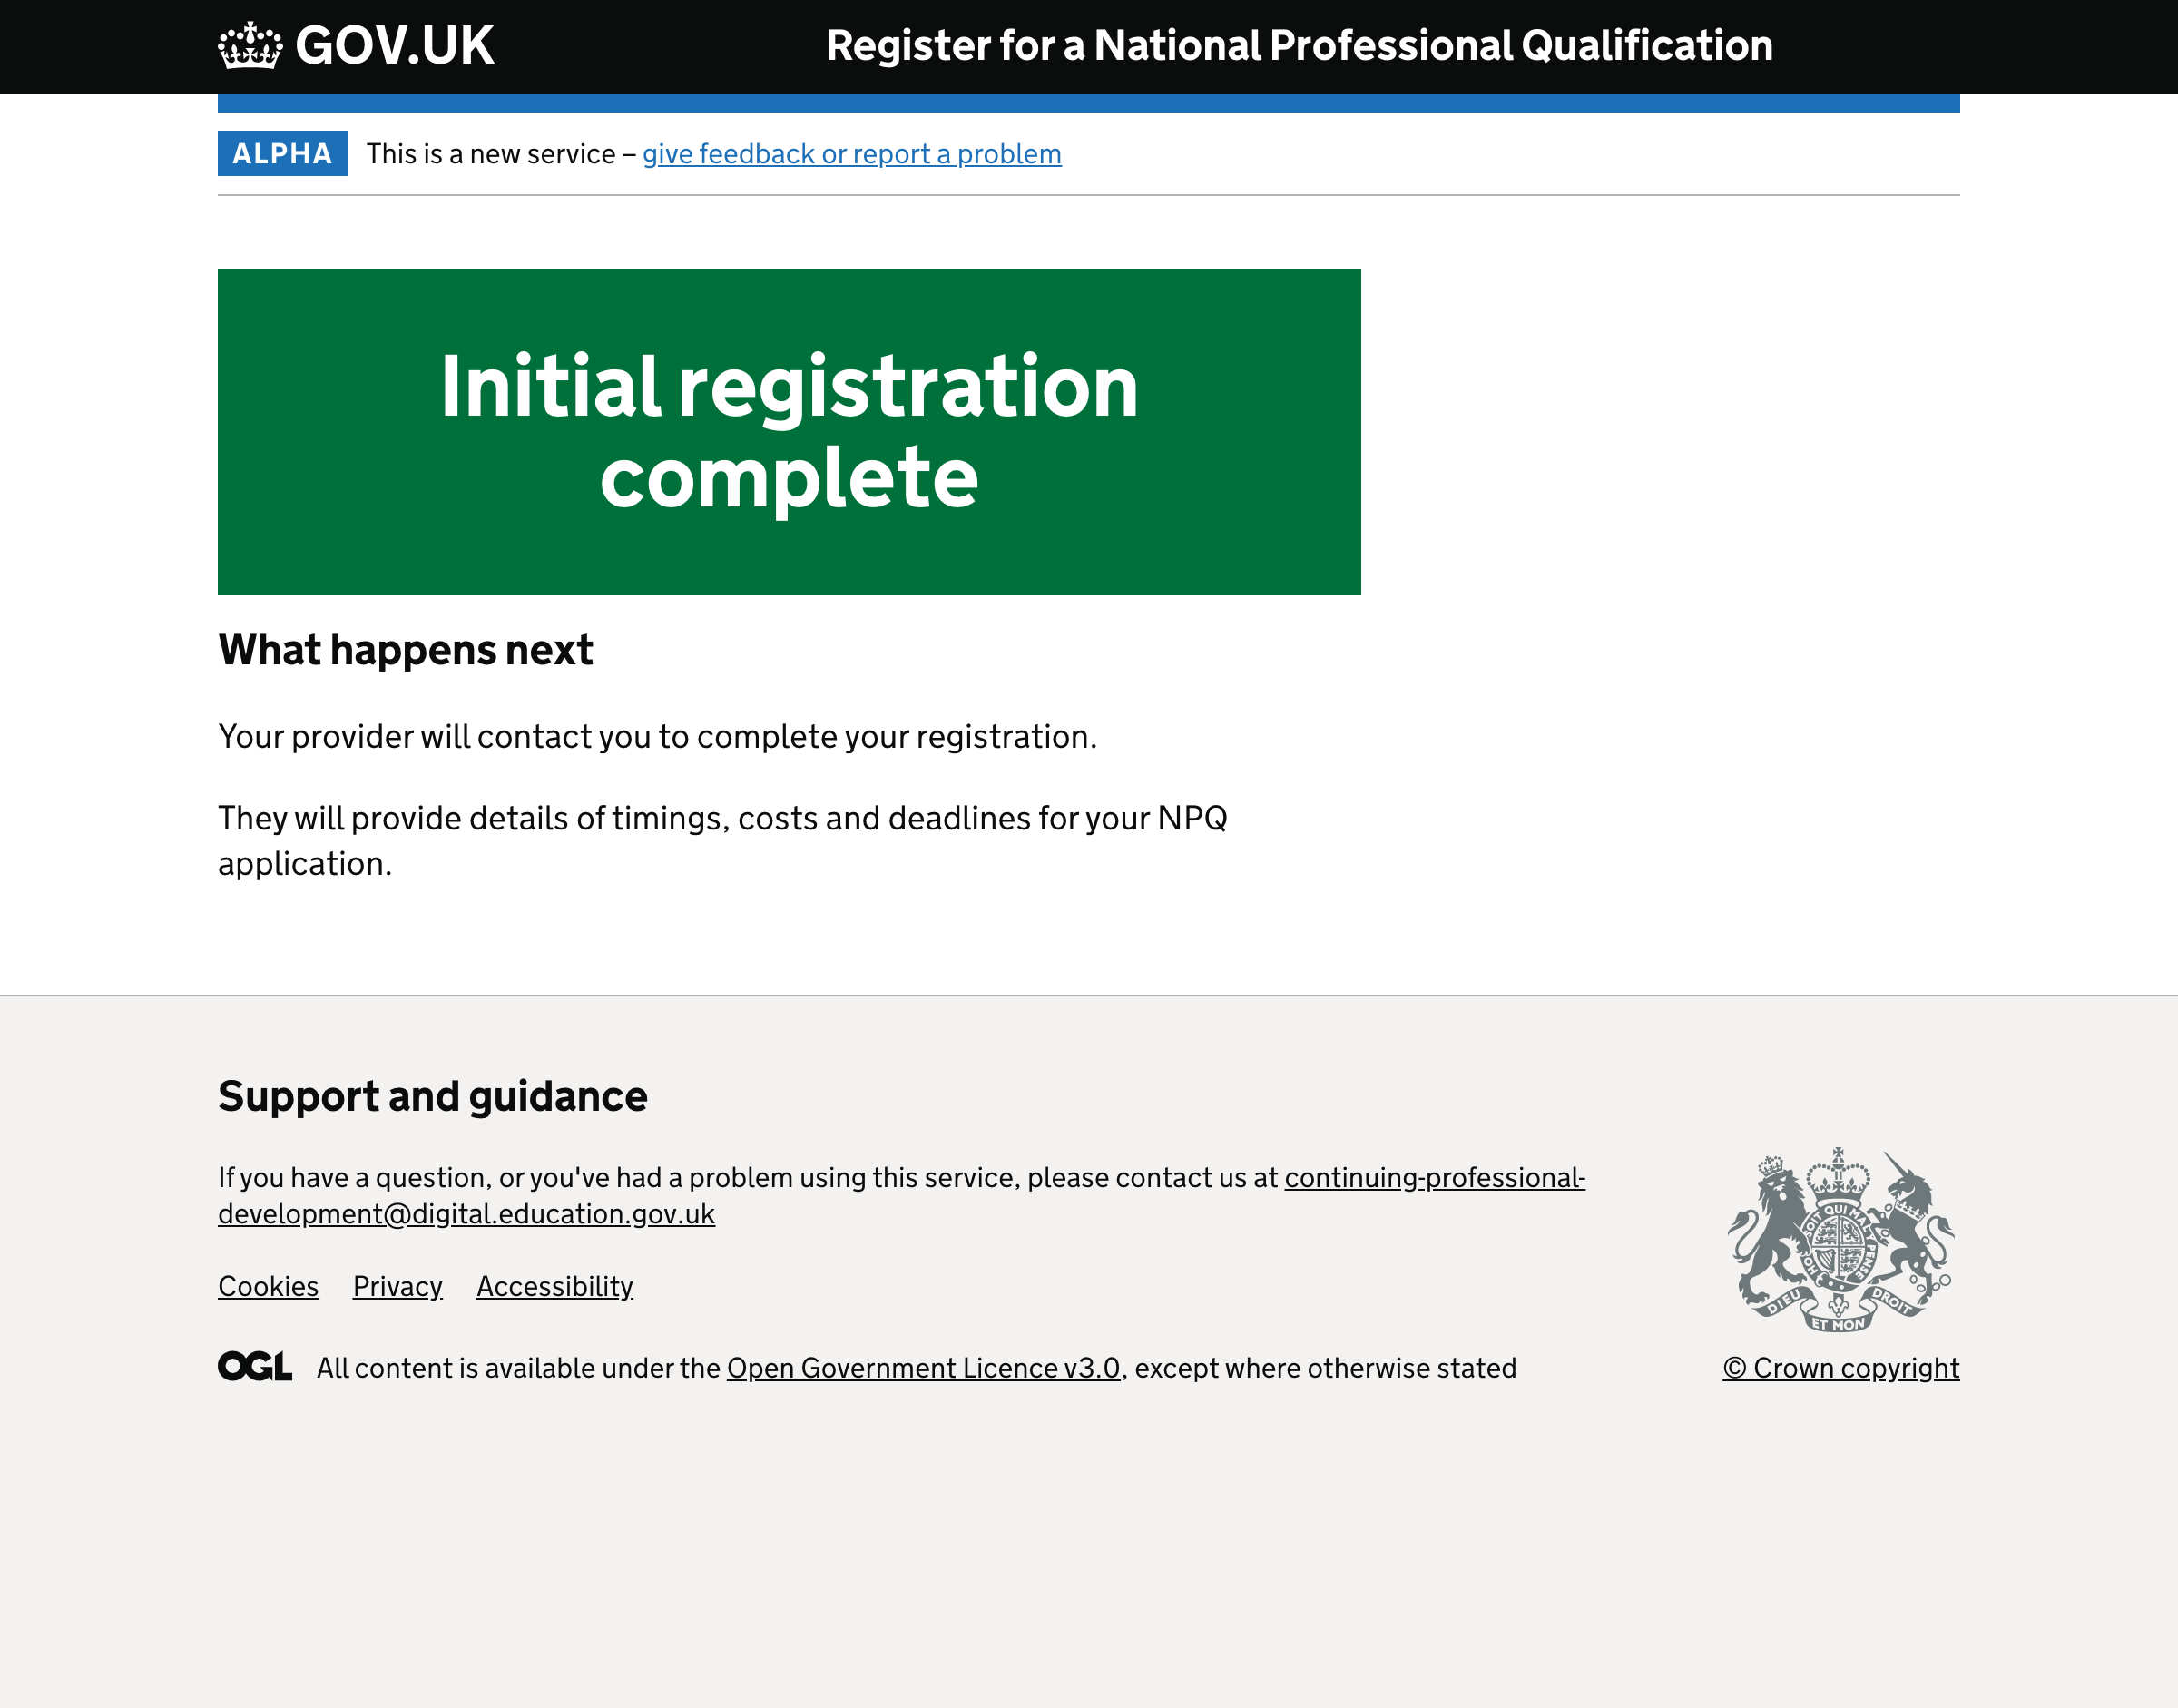 GOV.UK
Register for a National Professional Qualification
ALPHA
This is a new service – give feedback or report a problem
Initial registration
complete
What happens next
Your provider will contact you to complete your registration.
They will provide details of timings, costs and deadlines for your NPQ
application.
Support and guidance
If you have a question, or you've had a problem using this service, please contact us at continuing-professional-
development@digital.education.gov.uk
Cookies Privacy Accessibility
OGL All content is available under the Open Government Licence v3.0, except where otherwise stated
SOIT QUI MAL PENSE
DIEU ET MON DROIT
© Crown copyright